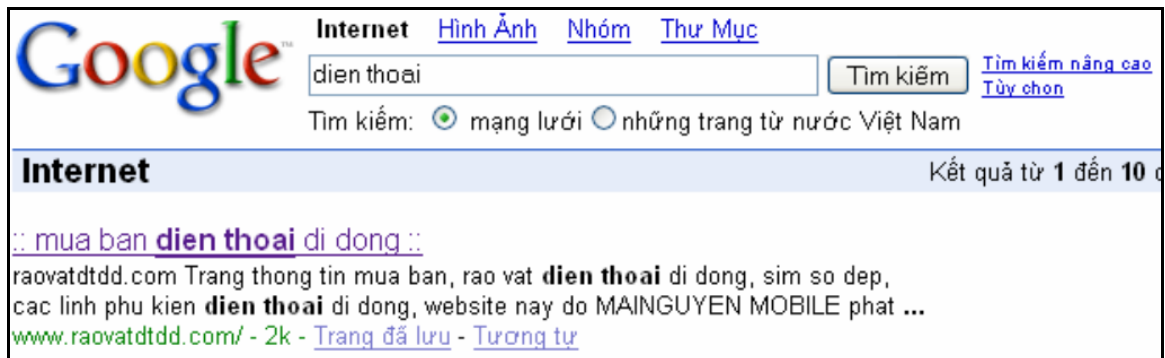 Google™ Internet Hình Ảnh Nhóm Thư Mục
dien thoai Tìm kiếm Tìm kiếm nâng cao
Tùy chon
Tìm kiếm: mạng lưới những trang từ nước Việt Nam
Internet Kết quả từ 1 đến 10
:: mua ban dien thoai di dong ::
raovatdtdd.com Trang thong tin mua ban, rao vat dien thoai di dong, sim so dep,
cac linh phu kien dien thoai di dong, website nay do MAINGUYEN MOBILE phat ...
www.raovatdtdd.com/ - 2k - Trang đã lưu - Tương tự